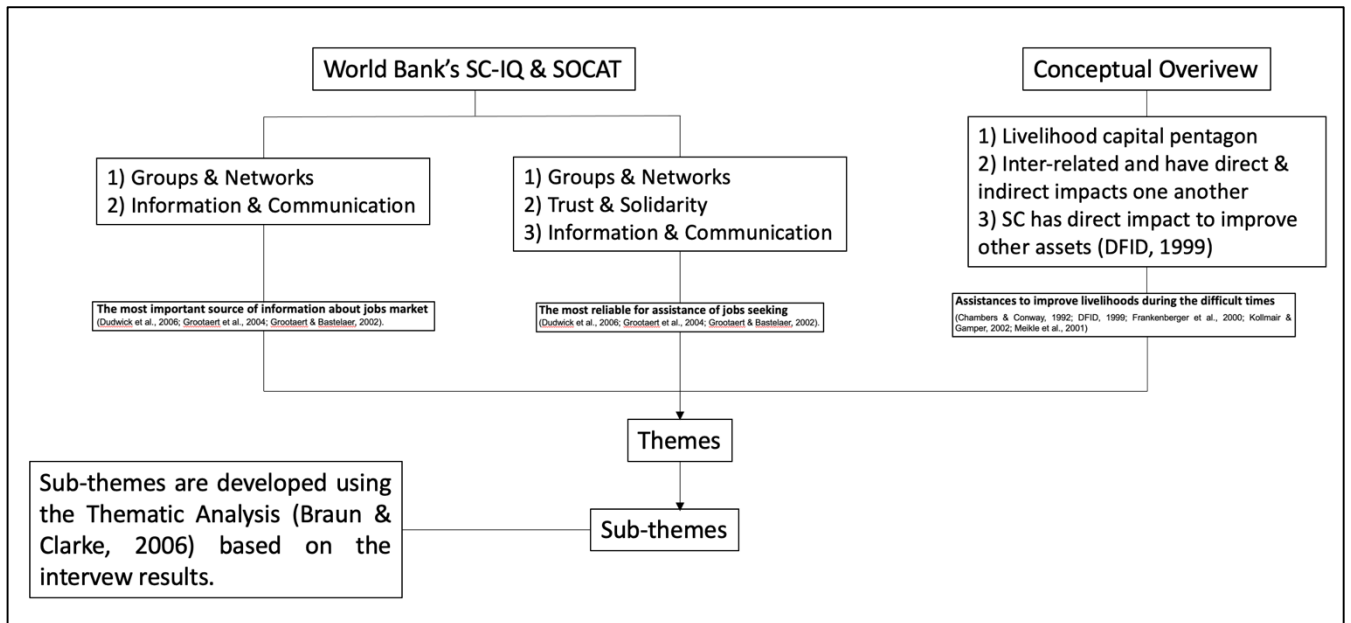 World Bank's SC-IQ & SOCAT
Conceptual Overivew
1) Groups & Networks
2) Information & Communication
1) Groups & Networks
2) Trust & Solidarity
3) Information & Communication
1) Livelihood capital pentagon
2) Inter-related and have direct &
indirect impacts one another
3) SC has direct impact to improve
other assets (DFID, 1999)
The most important source of information about jobs market
(Dudwick et al., 2006; Grootaert et al., 2004; Grootaert & Bastelaer, 2002).
The most reliable for assistance of jobs seeking
(Dudwick et al., 2006; Grootaert et al., 2004; Grootaert & Bastelaer, 2002).
Assistances to improve livelihoods during the difficult times
(Chambers & Conway, 1992; DFID, 1999; Frankenberger et al., 2000; Kollmair &
Gamper, 2002; Meikle et al., 2001)
Themes
Sub-themes are developed using
the Thematic Analysis (Braun &
Clarke, 2006) based on the
intervew results.
Sub-themes